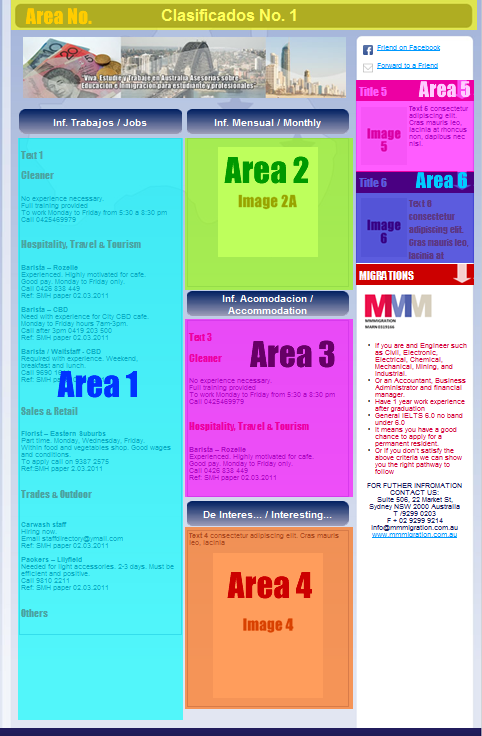 Area No.
Clasificados No. 1
Viva, Estudie y Trabaje en Australia Asesorias sobre
Educacion e Inmigracion para estudiante y profesionales
Friend on Facebook
Forward to a Friend
Inf. Trabajos / Jobs
Text 1
Cleaner
No experience necessary.
Full training provided
To work Monday to Friday from 5:30 a 8:30 pm
Call 0425469979
Hospitality, Travel & Tourism
Barista – Rozelle
Experienced. Highly motivated for cafe.
Good pay. Monday to Friday only.
Call 0426 838 449
Ref: SMH paper 02.03.2011
Barista – CBD
Need with experience for City CBD cafe.
Monday to Friday hours 7am-3pm.
Call after 3pm 0419 203 800
Ref: SMH paper 02.03.2011
Barista / Waitstaff - CBD
Required with experience. Weekend,
breakfast and lunch.
Call 9690
Ref: SMH
Area 1
Sales & Retail
Florist – Eastern Suburbs
Part time. Monday, Wednesday, Friday.
Within food and vegetables shop. Good wages
and conditions.
To apply call on 9387 2575
Ref:SMH paper 2.03.2011
Trades & Outdoor
Carwash staff
Hiring now.
Email staffdirectory@ymail.com
Ref: SMH paper 02.03.2011
Packers – Lilyfield
Needed for light accessories. 2-3 days. Must be
efficient and positive.
Call 9810 2211
Ref: SMH paper 02.03.2011
Others
Inf. Mensual / Monthly
Area 2
Image 2A
Inf. Acomodacion /
Accommodation
Text 3
Cleaner
Area 3
No experience necessary.
Full training provided
To work Monday to Friday from 5:30 a 8:30 pm
Call 0425469979
Hospitality, Travel & Tourism
Barista – Rozelle
Experienced. Highly motivated for cafe.
Good pay. Monday to Friday only.
Call 0426 838 449
Ref: SMH paper 02.03.2011
De Interes... / Interesting...
Text 4 consectetur adipiscing elit. Cras mauris
leo, lacinia
Area 4
Image 4
Title 5
Area 5
Image
5
Text 5 consectetur
adipiscing elit.
Cras mauris leo,
lacinia at rhoncus
non, dapibus nec
nisl.
Title 6
Area 6
Image
6
Text 6
consectetur
adipiscing elit.
Cras mauris leo,
lacinia at
MIGRATIONS
MMM
MMMIGRATION
MARN 0319166
• If you are and Engineer such
as Civil, Electronic,
Electrical, Chemical,
Mechanical, Mining, and
Industrial.
• Or an Accountant, Business
Administrator and financial
manager.
• Have 1 year work experience
after graduation
• General IELTS 6.0 no band
under 6.0
• It means you have a good
chance to apply for a
permanent resident.
• Or if you don't satisfy the
above criteria we can show
you the right pathway to
follow
FOR FUTHER INFROMATION
CONTACT US:
Suite 506, 22 Market St,
Sydney NSW 2000 Australia
T /9299 0203
F + 02 9299 9214
info@mmmigration.com.au
www.mmmigration.com.au